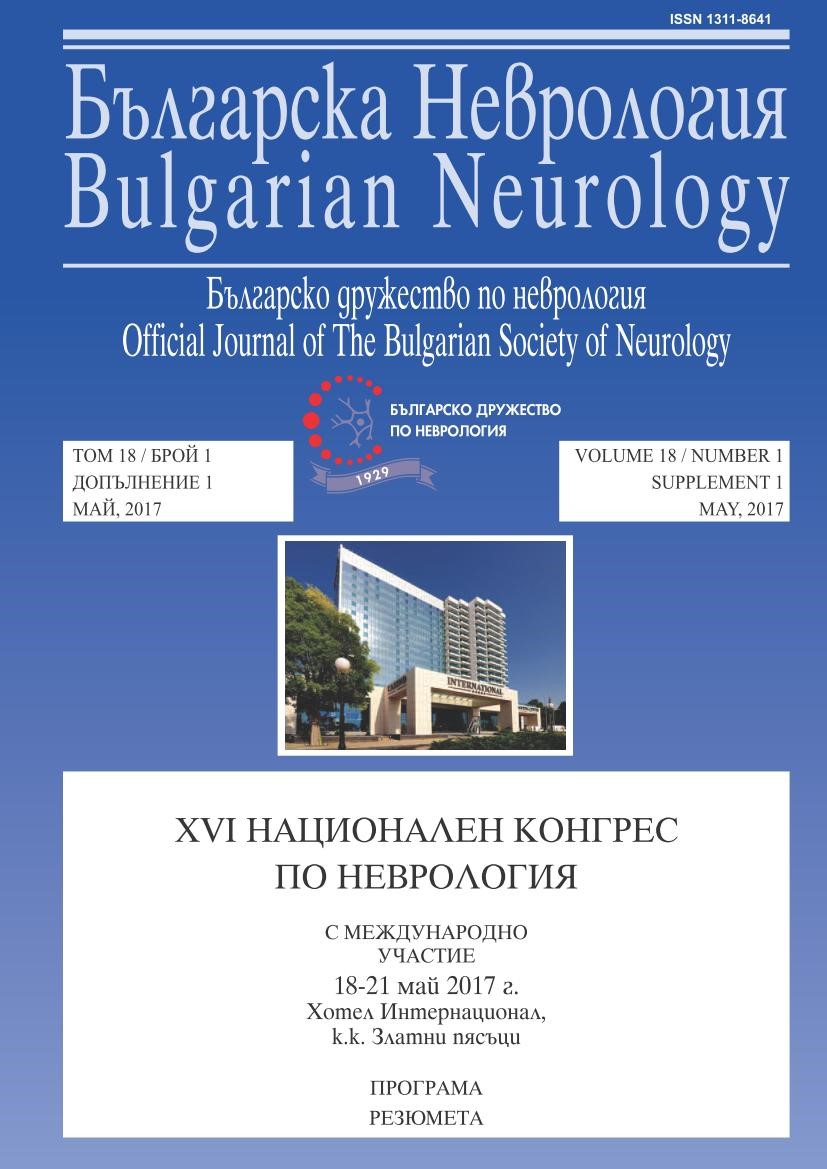 ISSN 1311-8641
Българска Неврология
Bulgarian Neurology
Българско дружество по неврология
Official Journal of The Bulgarian Society of Neurology
БЪЛГАРСКО ДРУЖЕСТВО
ПО НЕВРОЛОГИЯ
1929
ТОМ 18 / БРОЙ 1
ДОПЪЛНЕНИЕ 1
МАЙ, 2017
VOLUME 18 / NUMBER 1
SUPPLEMENT 1
MAY, 2017
INTERNATIONAL
XVI НАЦИОНАЛЕН КОНГРЕС
ПО НЕВРОЛОГИЯ
С МЕЖДУНАРОДНО
УЧАСТИЕ
18-21 май 2017 г.
Хотел Интернационал,
к.к. Златни пясъци
ПРОГРАМА
РЕЗЮМЕТА